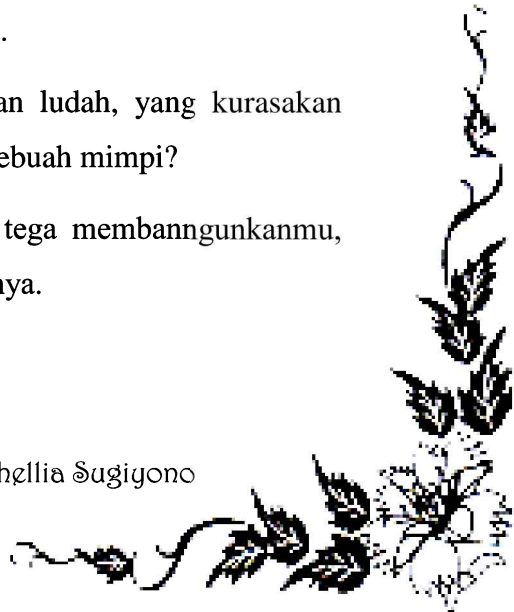 .
an ludah, yang kurasakan
ebuah mimpi?
tega membanngunkanmu,
nya.
hellia Sugiyono